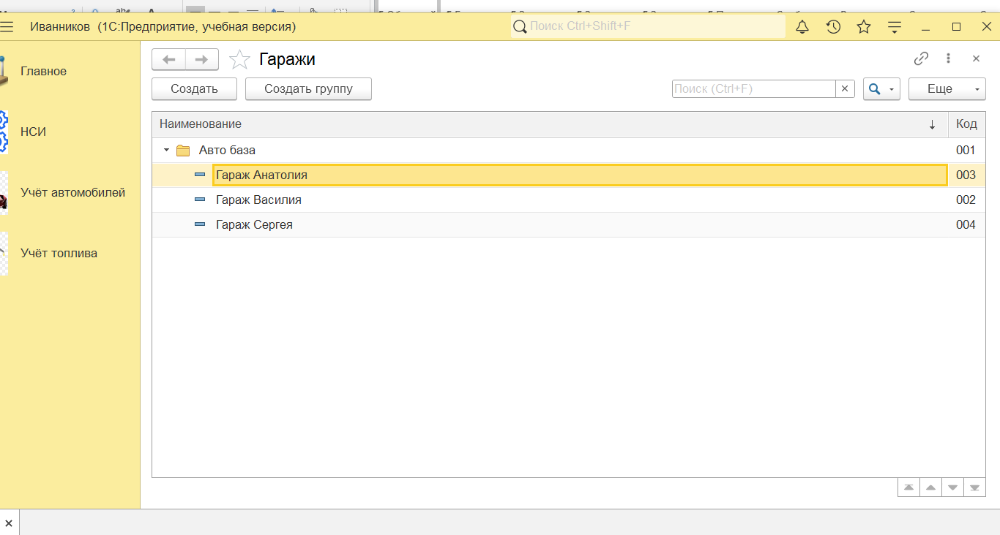 Иванников (1С:Предприятие, учебная версия)
Поиск Ctrl+Shift+F
Главное
НСИ
Учёт автомобилей
Учёт топлива
Гаражи
Создать
Создать группу
Поиск (Ctrl+F)
Еще
Наименование
Код
Авто база
001
Гараж Анатолия
003
Гараж Василия
002
Гараж Сергея
004